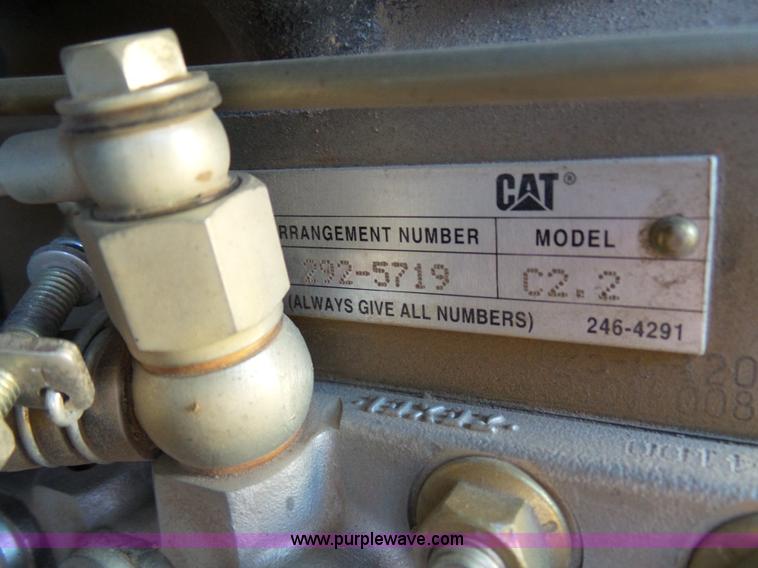 CAT®
RRANGEMENT NUMBER MODEL
292-5719 C2.2
(ALWAYS GIVE ALL NUMBERS) 246-4291
www.purplewave.com